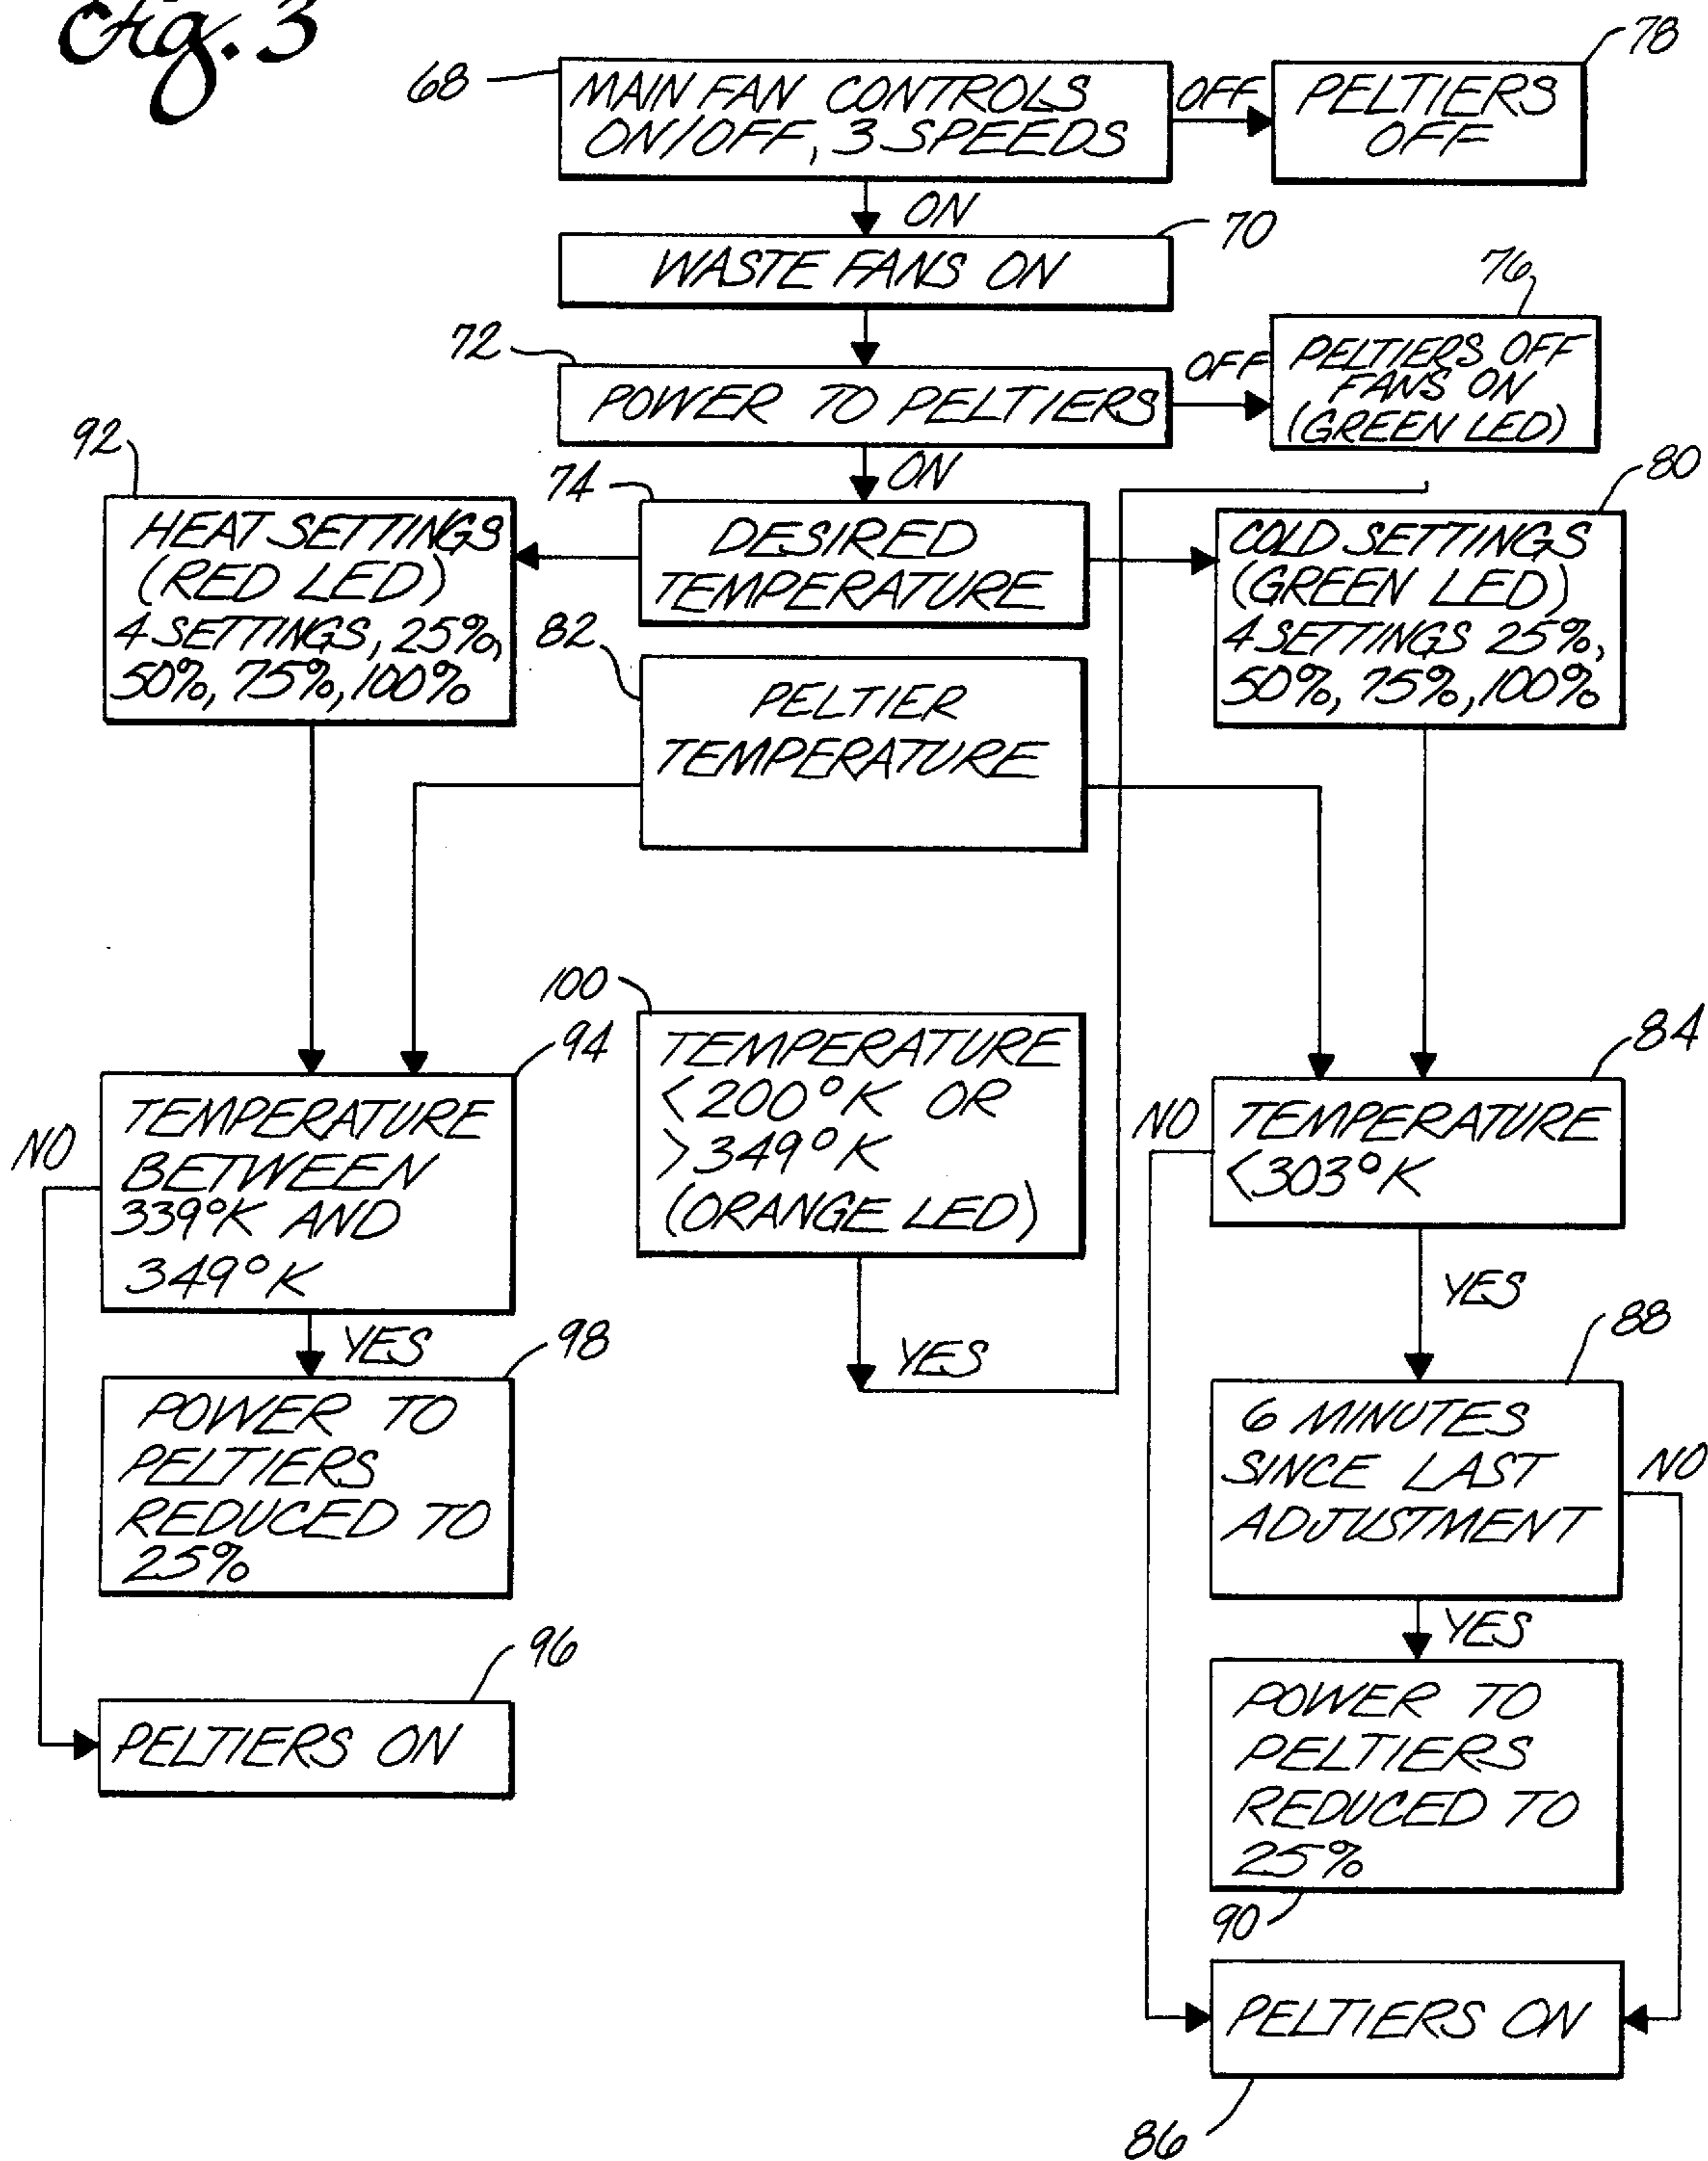 Fig. 3
68
MAIN FAN CONTROLS
ON/OFF, 3 SPEEDS
OFF
PELTIERS
OFF
78
ON
WASTE FANS ON
70
72
POWER TO PELTIERS
OFF
PELTIERS OFF
FANS ON
(GREEN LED)
76
ON
92
HEAT SETTINGS
(RED LED)
4 SETTINGS, 25%,
50%, 75%, 100%
74
DESIRED
TEMPERATURE
80
COLD SETTINGS
(GREEN LED)
4 SETTINGS 25%,
50%, 75%, 100%
82
PELTIER
TEMPERATURE
94
NO
TEMPERATURE
BETWEEN
339°K AND
349°K
100
TEMPERATURE
<200°K OR
>349°K
(ORANGE LED)
84
NO
TEMPERATURE
<303°K
YES
98
POWER TO
PELTIERS
REDUCED TO
25%
YES
YES
88
6 MINUTES
SINCE LAST
ADJUSTMENT
NO
96
PELTIERS ON
YES
POWER TO
PELTIERS
REDUCED TO
25%
90
PELTIERS ON
86